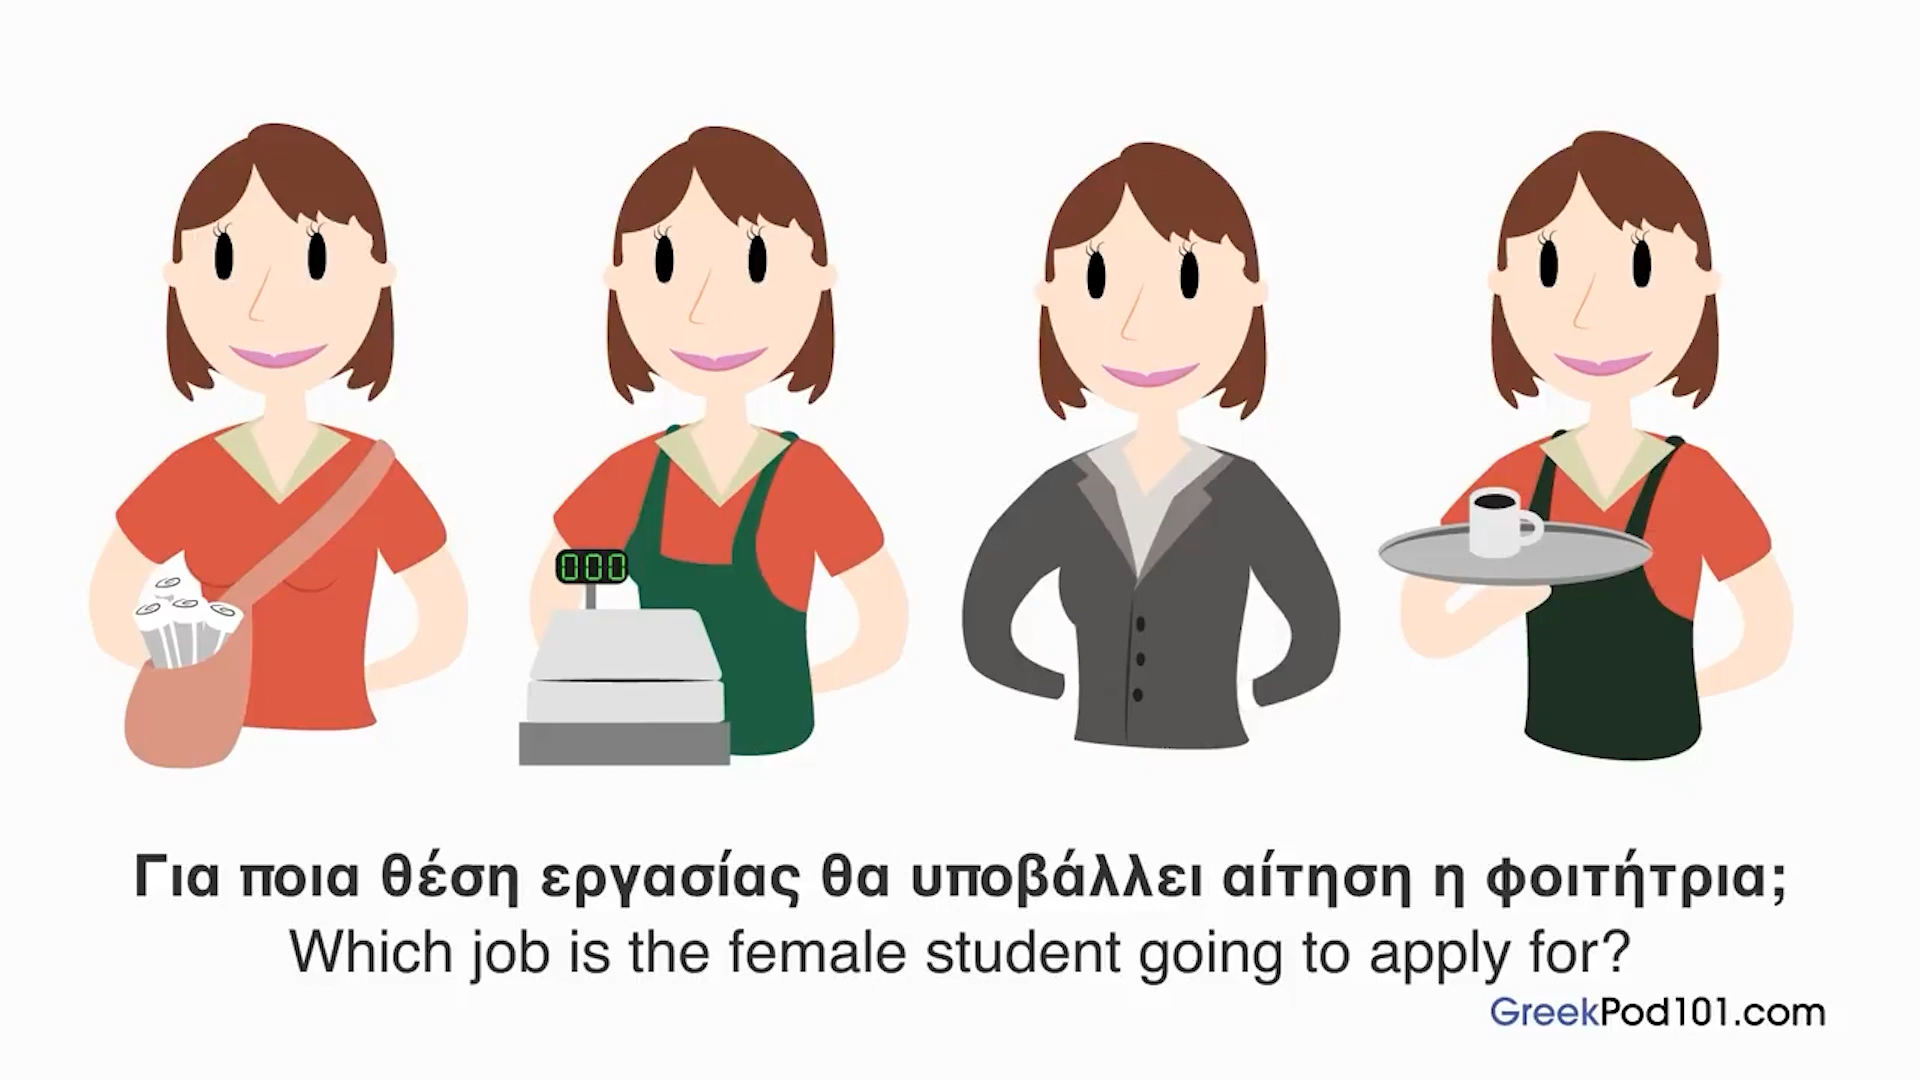 000
Για ποια θέση εργασίας θα υποβάλλει αίτηση η φοιτήτρια;
Which job is the female student going to apply for?
GreekPod101.com